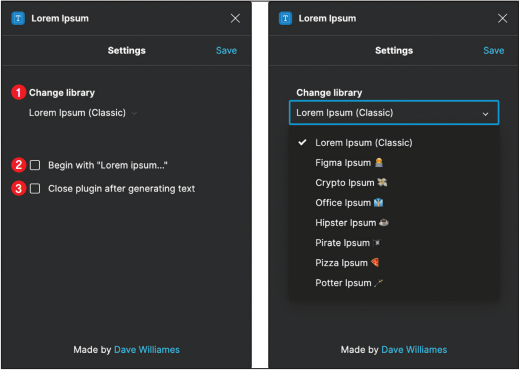 Lorem Ipsum
Settings
Save
1 Change library
Lorem Ipsum (Classic)
2 Begin with "Lorem ipsum..."
3 Close plugin after generating text
Made by Dave Williames
Lorem Ipsum
Settings
Save
Change library
Lorem Ipsum (Classic)
Lorem Ipsum (Classic)
Figma Ipsum
Crypto Ipsum
Office Ipsum
Hipster Ipsum
Pirate Ipsum
Pizza Ipsum
Potter Ipsum
Made by Dave Williames